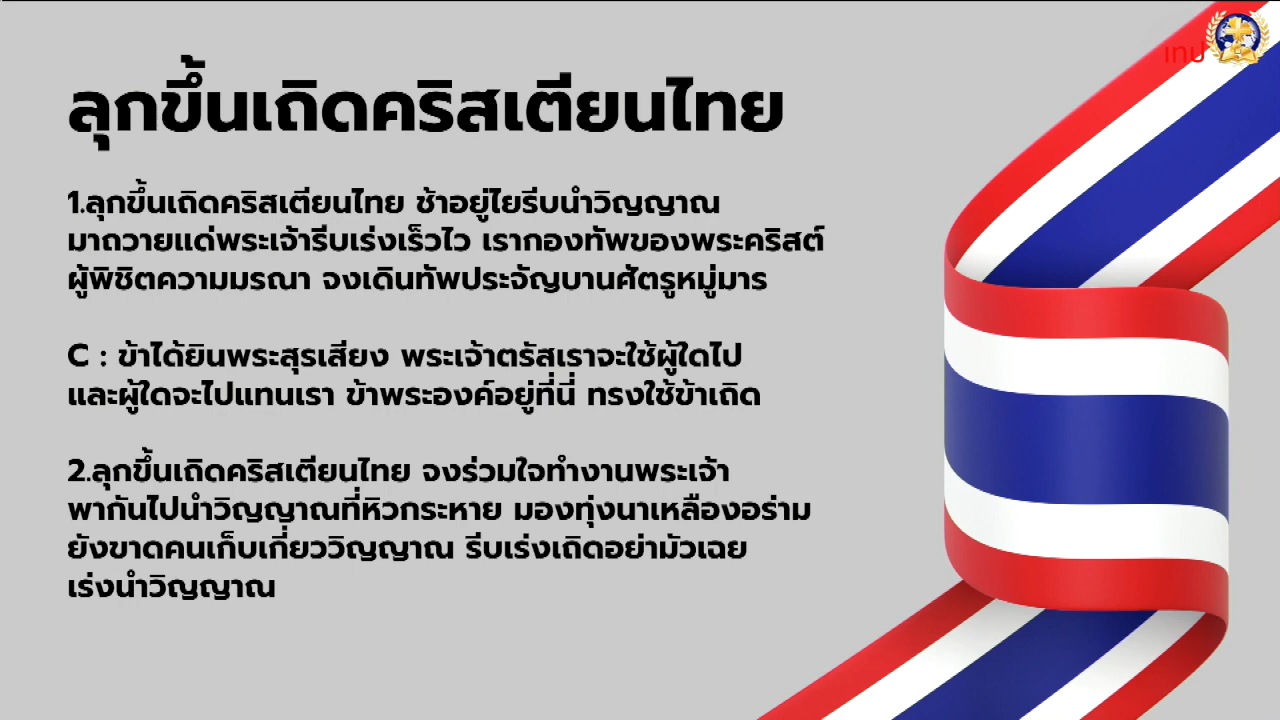 เทป
ลุกขึ้นเถิดคริสเตียนไทย
1.ลุกขึ้นเถิดคริสเตียนไทย ช้าอยู่ไยรีบนำวิญญาณ
มาถวายแด่พระเจ้ารีบเร่งเร็วไว เรากองทัพของพระคริสต์
ผู้พิชิตความมรณา จงเดินทัพประจัญบานศัตรูหมู่มาร
C : ข้าได้ยินพระสุรเสียง พระเจ้าตรัสเราจะใช้ผู้ใดไป
และผู้ใดจะไปแทนเรา ข้าพระองค์อยู่ที่นี่ ทรงใช้ข้าเถิด
2.ลุกขึ้นเถิดคริสเตียนไทย จงร่วมใจทำงานพระเจ้า
พากันไปนำวิญญาณที่หิวกระหาย มองทุ่งนาเหลืองอร่าม
ยังขาดคนเก็บเกี่ยววิญญาณ รีบเร่งเถิดอย่ามัวเฉย
เร่งนำวิญญาณ